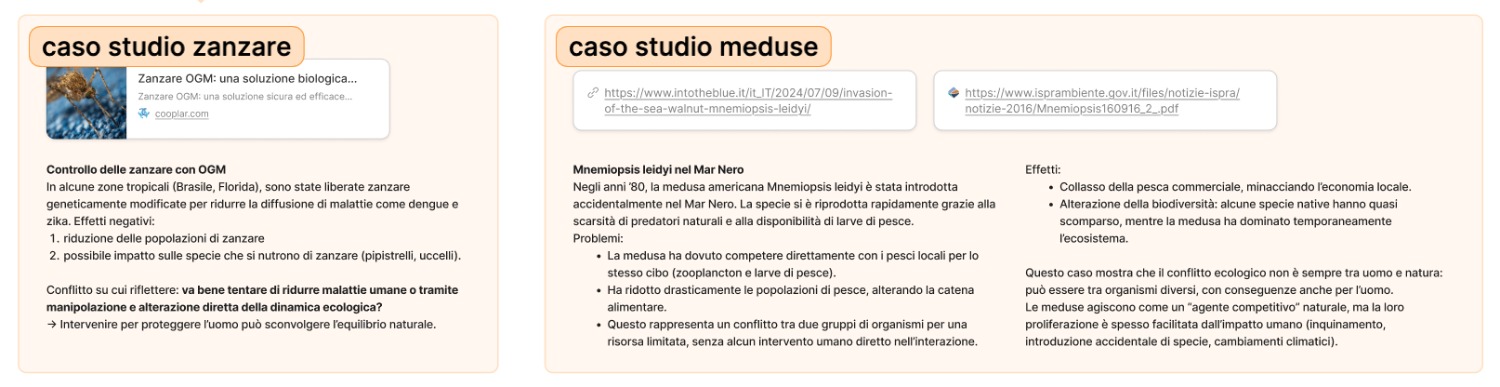 caso studio zanzare
Zanzare OGM: una soluzione biologica...
Zanzare OGM: una soluzione sicura ed efficace...
cooplar.com
Controllo delle zanzare con OGM
In alcune zone tropicali (Brasile, Florida), sono state liberate zanzare
geneticamente modificate per ridurre la diffusione di malattie come dengue e
zika. Effetti negativi:
1. riduzione delle popolazioni di zanzare
2. possibile impatto sulle specie che si nutrono di zanzare (pipistrelli, uccelli).
Conflitto su cui riflettere: va bene tentare di ridurre malattie umane o tramite
manipolazione e alterazione diretta della dinamica ecologica?
→ Intervenire per proteggere l'uomo può sconvolgere l'equilibrio naturale.
caso studio meduse
https://www.intotheblue.it/it_IT/2024/07/09/invasion-
of-the-sea-walnut-mnemiopsis-leidyi/
https://www.isprambiente.gov.it/files/notizie-ispra/
notizie-2016/Mnemiopsis160916_2_.pdf
Mnemiopsis leidyi nel Mar Nero
Negli anni '80, la medusa americana Mnemiopsis leidyi è stata introdotta
accidentalmente nel Mar Nero. La specie si è riprodotta rapidamente grazie alla
scarsità di predatori naturali e alla disponibilità di larve di pesce.
Problemi:
• La medusa ha dovuto competere direttamente con i pesci locali per lo
stesso cibo (zooplancton e larve di pesce).
• Ha ridotto drasticamente le popolazioni di pesce, alterando la catena
alimentare.
• Questo rappresenta un conflitto tra due gruppi di organismi per una
risorsa limitata, senza alcun intervento umano diretto nell'interazione.
Effetti:
• Collasso della pesca commerciale, minacciando l'economia locale.
• Alterazione della biodiversità: alcune specie native hanno quasi
scomparso, mentre la medusa ha dominato temporaneamente
l'ecosistema.
Questo caso mostra che il conflitto ecologico non è sempre tra uomo e natura:
può essere tra organismi diversi, con conseguenze anche per l'uomo.
Le meduse agiscono come un "agente competitivo" naturale, ma la loro
proliferazione è spesso facilitata dall'impatto umano (inquinamento,
introduzione accidentale di specie, cambiamenti climatici).